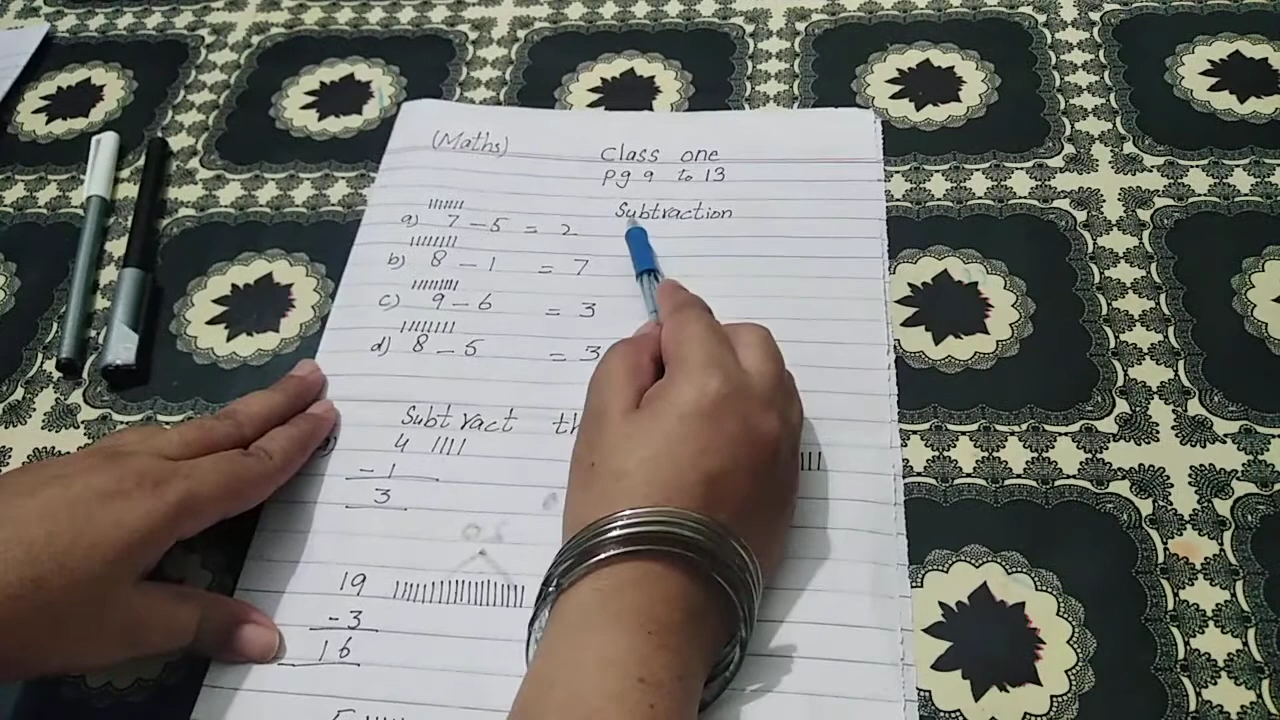 (Maths)
Class one
pg 9 to 13
Subtraction
a) 7 - 5 = 2
b) 8 - 1 = 7
c) 9 - 6 = 3
d) 8 - 5 = 3
Subtract
4
- 1
3
19
- 3
16